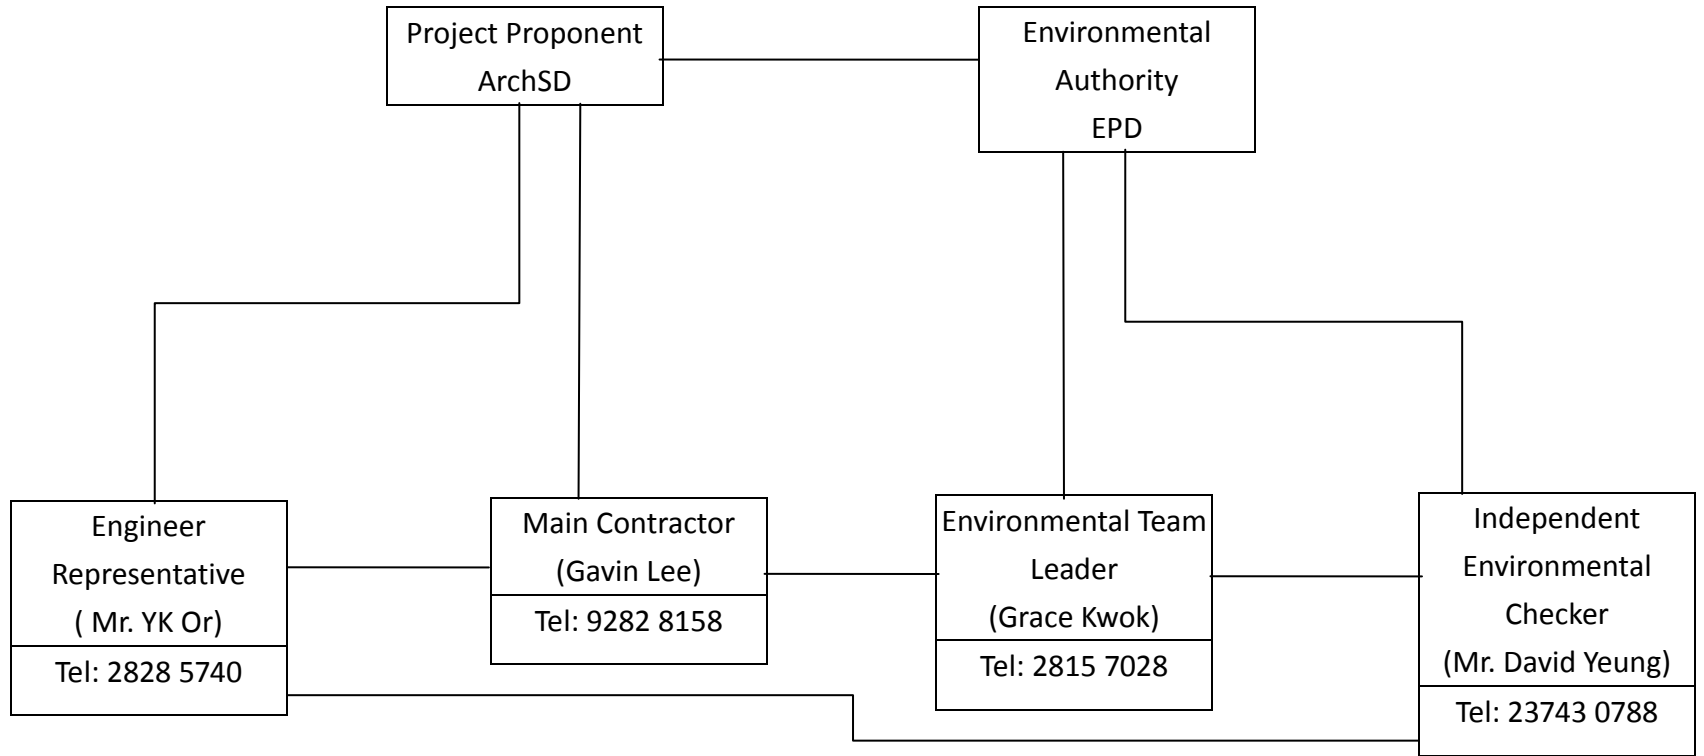 Project Proponent
ArchSD
Environmental
Authority
EPD
Engineer
Representative
( Mr. YK Or)
Tel: 2828 5740
Main Contractor
(Gavin Lee)
Tel: 9282 8158
Environmental Team
Leader
(Grace Kwok)
Tel: 2815 7028
Independent
Environmental
Checker
(Mr. David Yeung)
Tel: 23743 0788